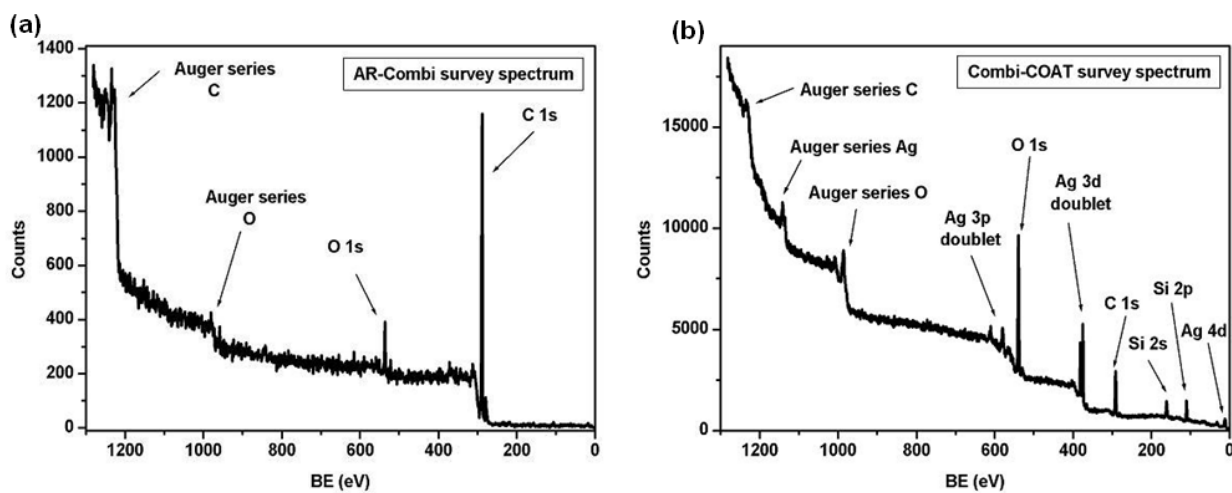 (a)
AR-Combi survey spectrum
Auger series
C
C 1s
Auger series
O
O 1s
Counts
1400
1200
1000
800
600
400
200
0
1200 1000 800 600 400 200 0
BE (eV)
(b)
Combi-COAT survey spectrum
Auger series C
O 1s
Auger series Ag
Ag 3d
doublet
Auger series O
Ag 3p
doublet
C 1s
Si 2p
Si 2s
Ag 4d
Counts
15000
10000
5000
0
1200 1000 800 600 400 200 0
BE (eV)